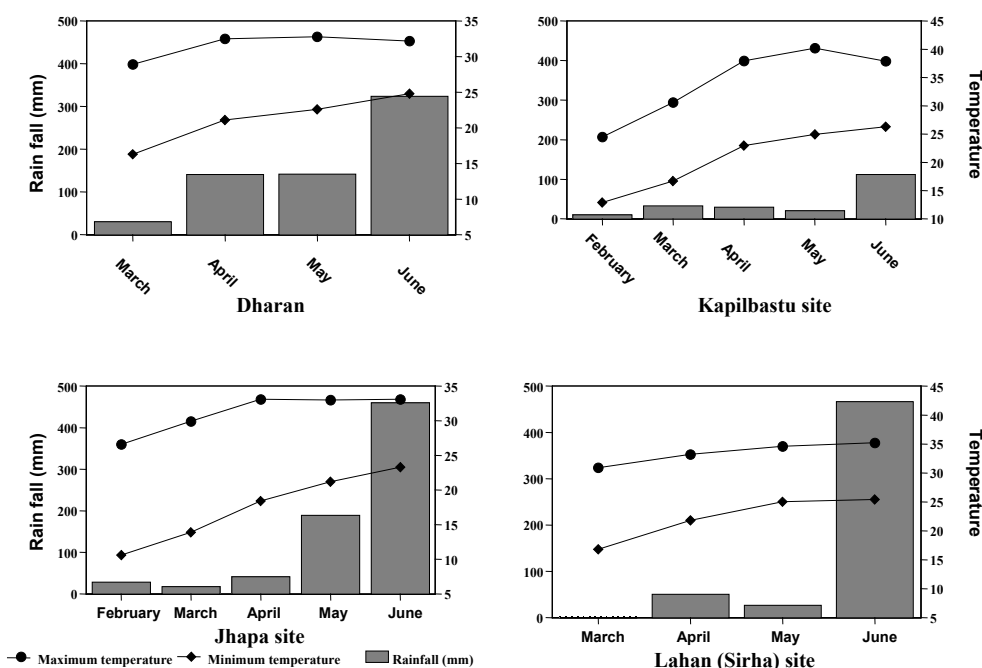 500
400
300
200
100
0
Rain fall (mm)
35
30
25
20
15
10
5
March
April
May
June
Dharan
500
400
300
200
100
0
45
40
35
30
25
20
15
10
Temperature
February
March
April
May
June
Kapilbastu site
500
400
300
200
100
0
Rain fall (mm)
35
30
25
20
15
10
5
February March April May June
Jhapa site
500
400
300
200
100
0
45
40
35
30
25
20
15
10
5
Temperature
March April May June
Lahan (Sirha) site
Maximum temperature Minimum temperature Rainfall (mm)